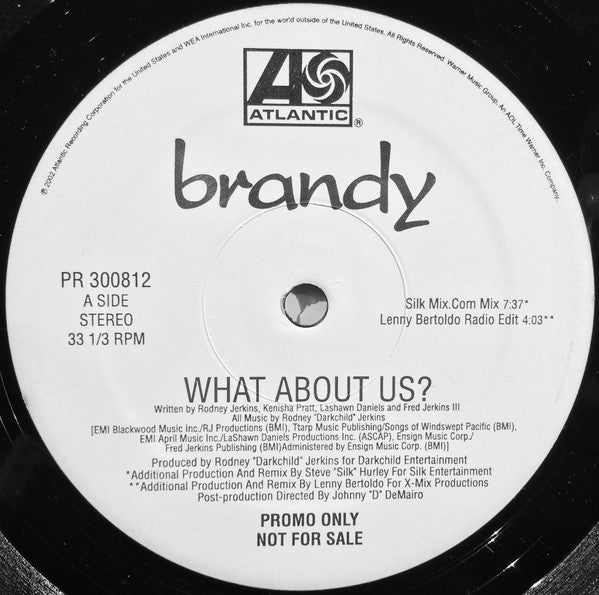 ℗ 2002 Atlantic Recording Corporation for the United States and WEA International Inc. for the world outside of the United States. All Rights Reserved. Warner Music Group. An AOL Time Warner Inc. Company.
ATLANTIC®
brandy
PR 300812
A SIDE
STEREO
33 1/3 RPM
Silk Mix.Com Mix 7:37*
Lenny Bertoldo Radio Edit 4:03**
WHAT ABOUT US?
Written by Rodney Jerkins, Kenisha Pratt, Lashawn Daniels and Fred Jerkins III
All Music by Rodney "Darkchild" Jerkins
[EMI Blackwood Music Inc./RJ Productions (BMI), Ttarp Music Publishing/Songs of Windswept Pacific (BMI),
EMI April Music Inc./LaShawn Daniels Productions Inc. (ASCAP), Ensign Music Corp./
Fred Jerkins Publishing (BMI)Administered by Ensign Music Corp. (BMI)]
Produced by Rodney "Darkchild" Jerkins for Darkchild Entertainment
*Additional Production And Remix By Steve "Silk" Hurley For Silk Entertainment
**Additional Production And Remix By Lenny Bertoldo For X-Mix Productions
Post-production Directed By Johnny "D" DeMairo
PROMO ONLY
NOT FOR SALE